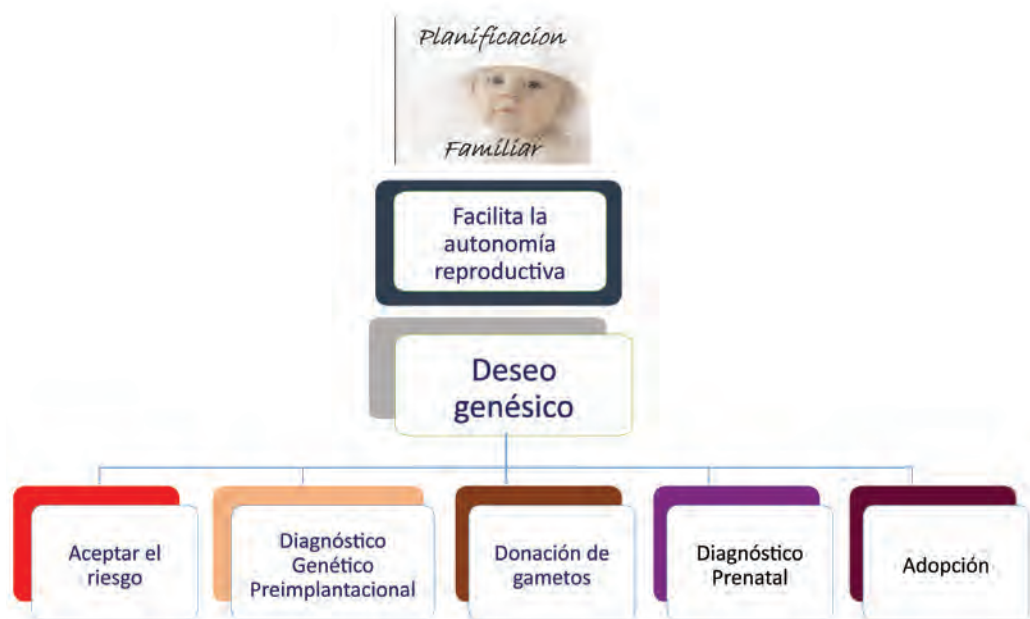 Planificacion
Familiar
Facilita la
autonomía
reproductiva
Deseo
genésico
Aceptar el
riesgo
Diagnóstico
Genético
Preimplantacional
Donación de
gametos
Diagnóstico
Prenatal
Adopción